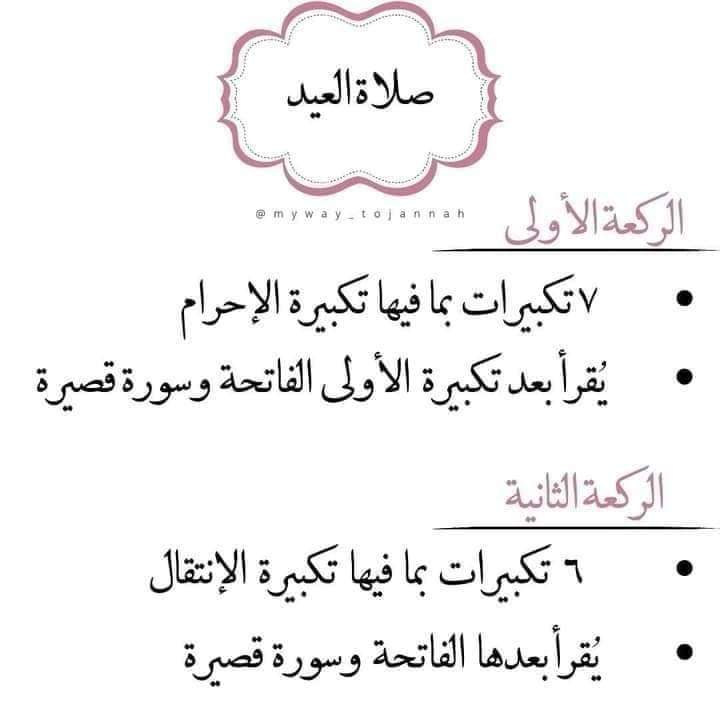 صلاة العيد
@myway_tojannah
الركعة الأولى
• ٧ تكبيرات بما فيها تكبيرة الإحرام
• يُقرأ بعد تكبيرة الأولى الفاتحة وسورة قصيرة
الركعة الثانية
• ٦ تكبيرات بما فيها تكبيرة الإنتقال
• يُقرأ بعدها الفاتحة وسورة قصيرة